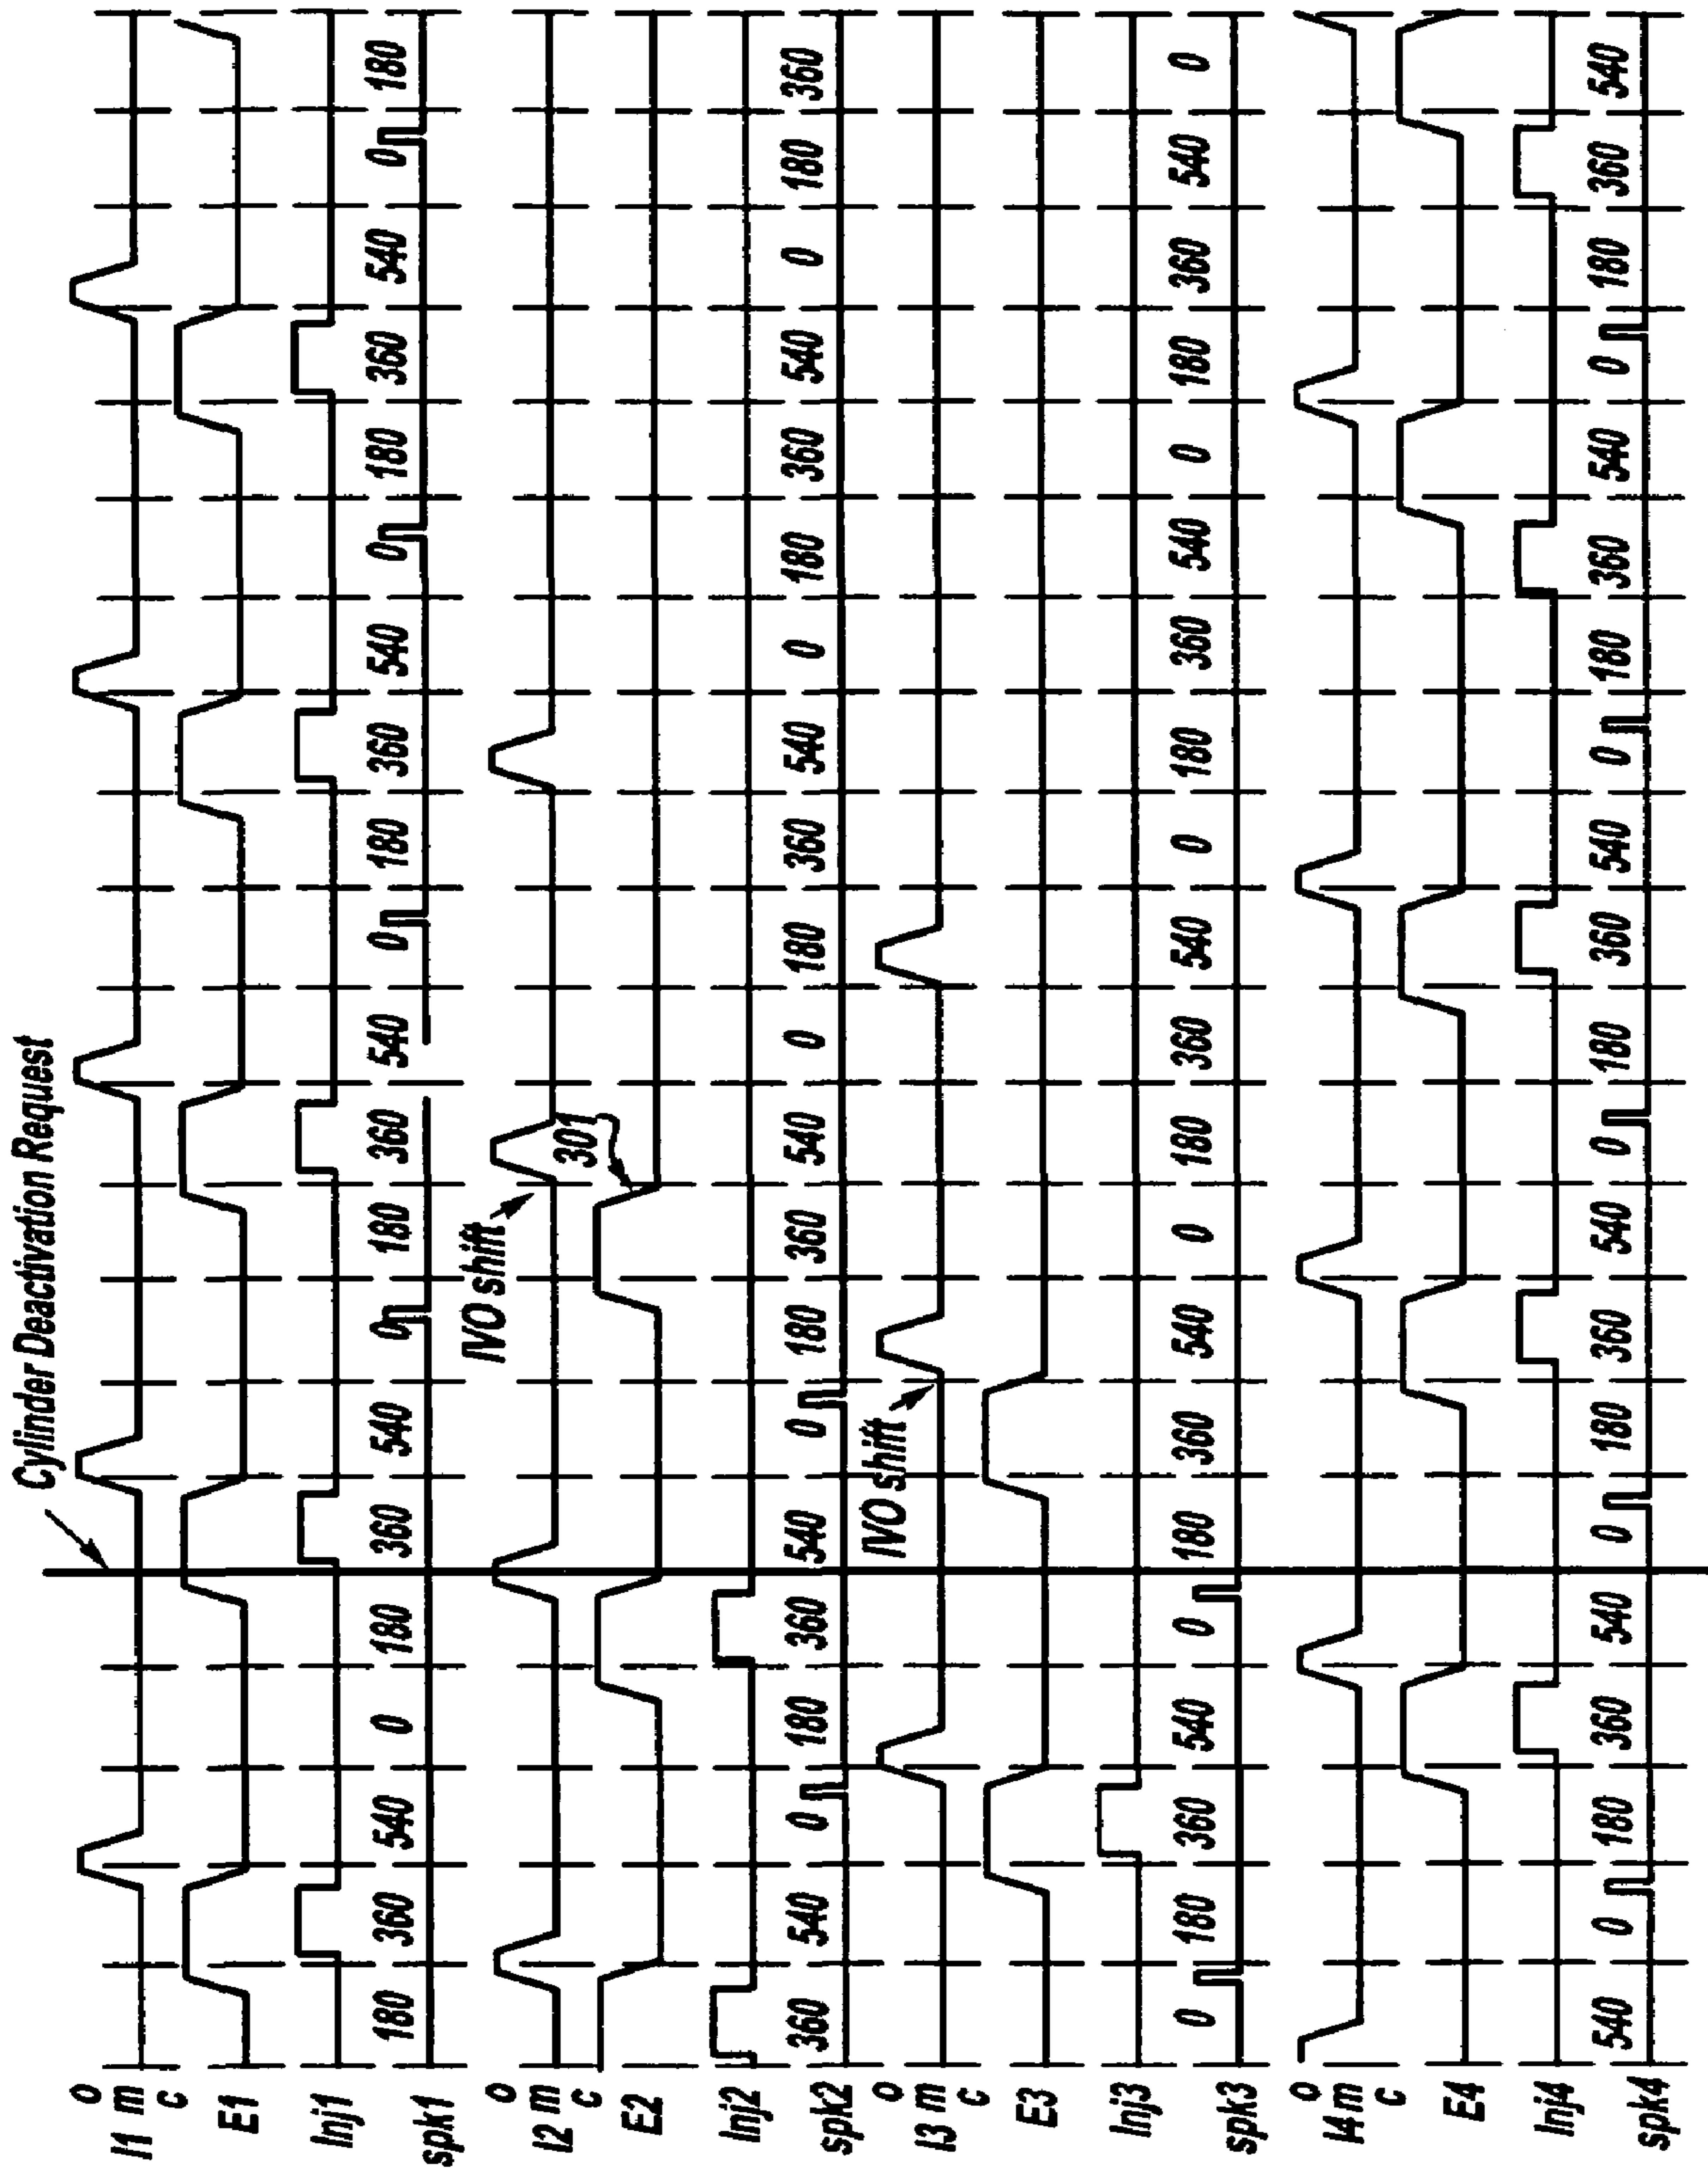 Cylinder Deactivation Request
o
I1 m
c
E1
Inj1
180 360 540 0 180 360 540 0 180 360 540 0 180 360 540 0 180 360 540 0 180
spk1
IVO shift
o
I2 m
301
c
E2
Inj2
360 540 0 180 360 540 0 180 360 540 0 180 360 540 0 180 360 540 0 180 360
spk2
IVO shift
o
I3 m
c
E3
Inj3
0 180 360 540 0 180 360 540 0 180 360 540 0 180 360 540 0 180 360 540 0
spk3
o
I4 m
c
E4
Inj4
540 0 180 360 540 0 180 360 540 0 180 360 540 0 180 360 540 0 180 360 540
spk4